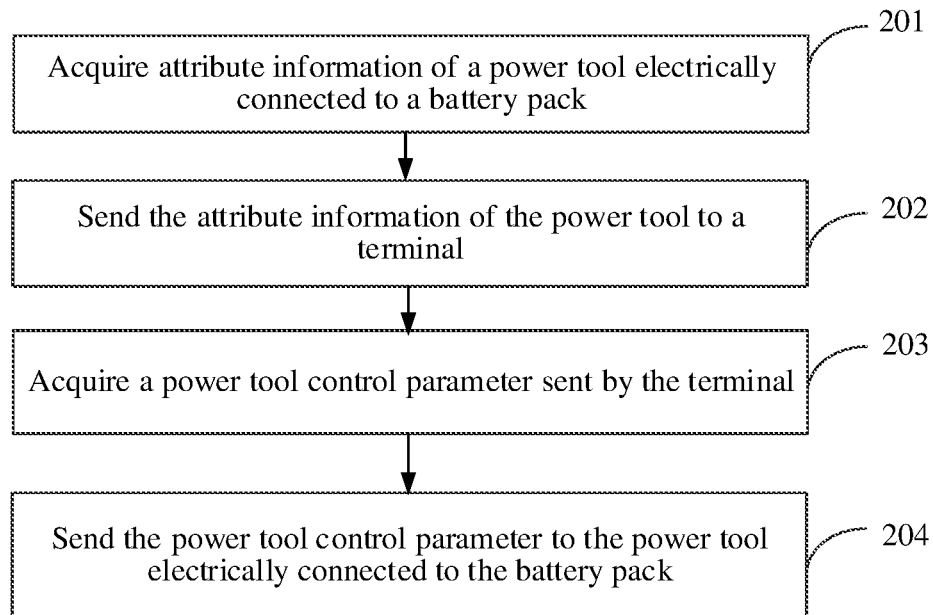 201
Acquire attribute information of a power tool electrically
connected to a battery pack
202
Send the attribute information of the power tool to a
terminal
203
Acquire a power tool control parameter sent by the terminal
204
Send the power tool control parameter to the power tool
electrically connected to the battery pack